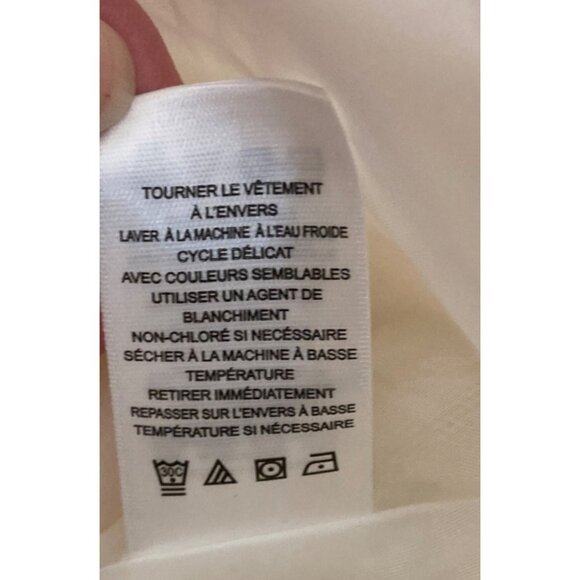 TOURNER LE VÊTEMENT
À L'ENVERS
LAVER À LA MACHINE À L'EAU FROIDE
CYCLE DÉLICAT
AVEC COULEURS SEMBLABLES
UTILISER UN AGENT DE
BLANCHIMENT
NON-CHLORÉ SI NECÉSSAIRE
SÉCHER À LA MACHINE À BASSE
TEMPÉRATURE
RETIRER IMMÉDIATEMENT
REPASSER SUR L'ENVERS À BASSE
TEMPÉRATURE SI NÉCESSAIRE
30C